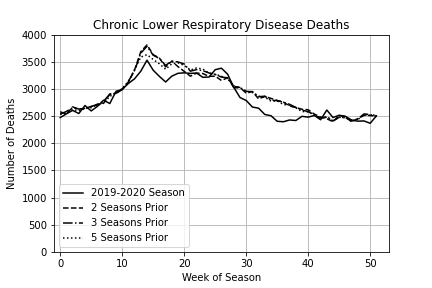 Chronic Lower Respiratory Disease Deaths
Number of Deaths
4000
3500
3000
2500
2000
1500
1000
500
0
2019-2020 Season
2 Seasons Prior
3 Seasons Prior
5 Seasons Prior
0 10 20 30 40 50
Week of Season